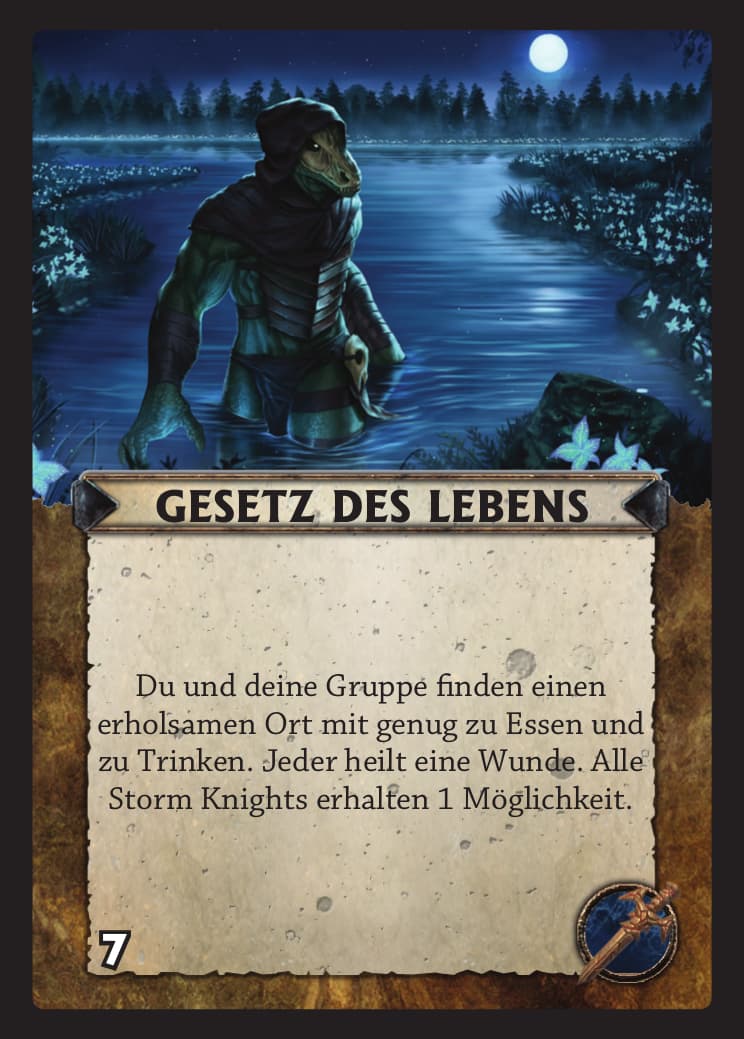 GESETZ DES LEBENS
Du und deine Gruppe finden einen
erholsamen Ort mit genug zu Essen und
zu Trinken. Jeder heilt eine Wunde. Alle
Storm Knights erhalten 1 Möglichkeit.
7